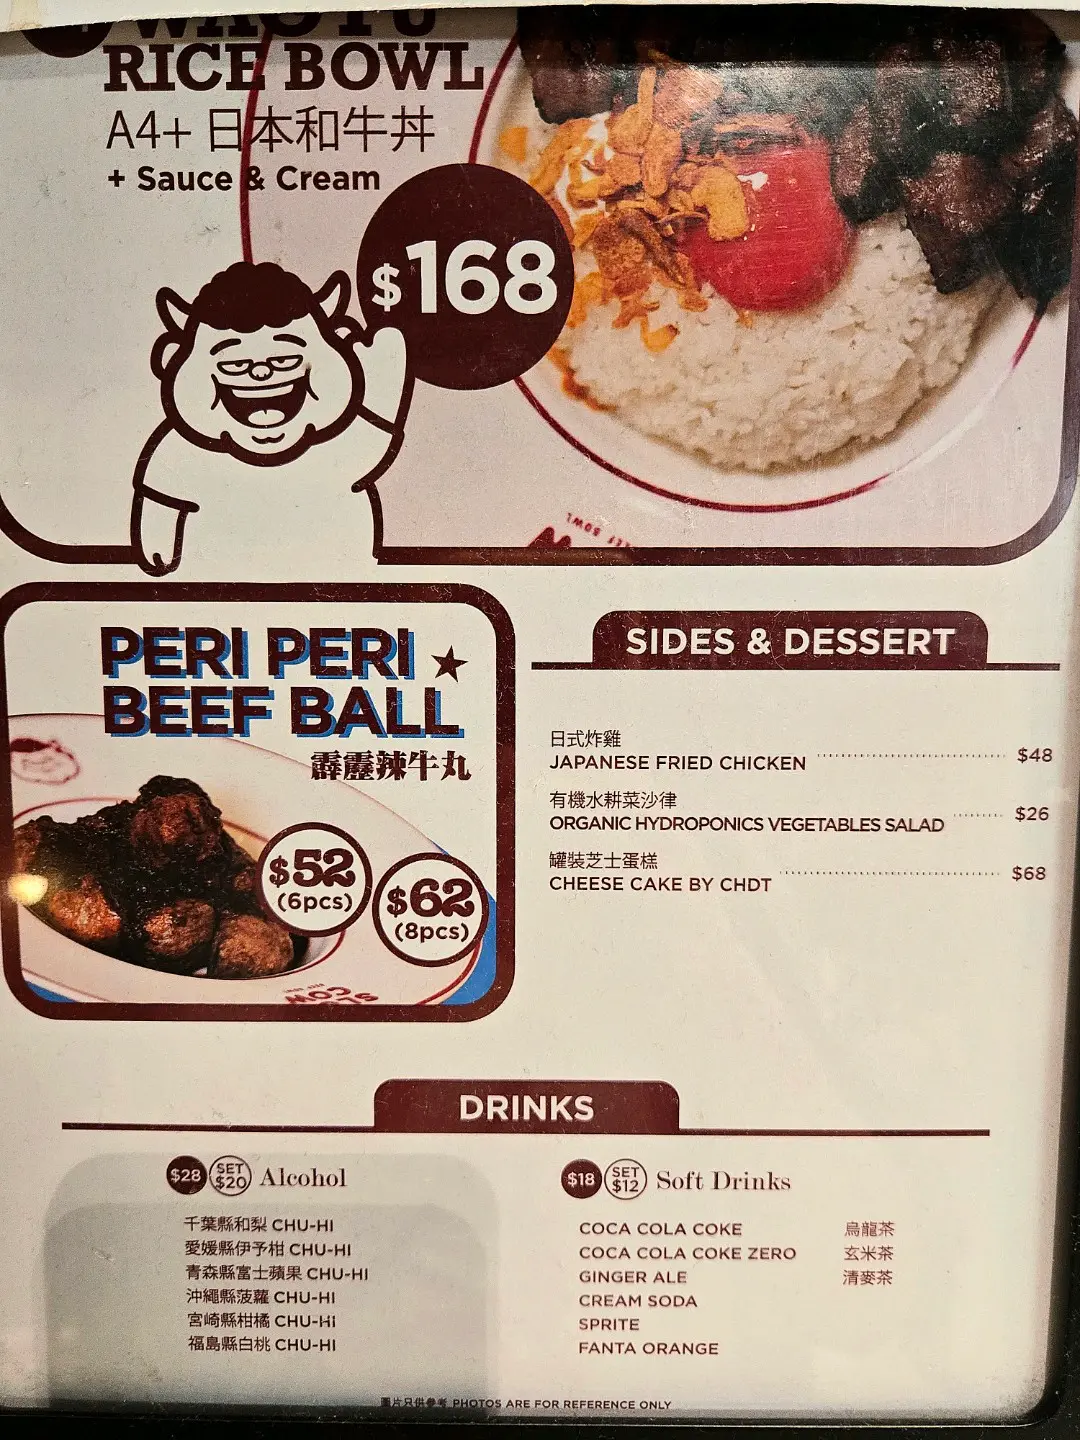 WAGYU
RICE BOWL
A4+ 日本和牛丼
+ Sauce & Cream
$168
PERI PERI
BEEF BALL
霹靂辣牛丸
$52
(6pcs)
$62
(8pcs)
SIDES & DESSERT
日式炸雞
JAPANESE FRIED CHICKEN $48
有機水耕菜沙律
ORGANIC HYDROPONICS VEGETABLES SALAD $26
罐裝芝士蛋糕
CHEESE CAKE BY CHDT $68
DRINKS
$28 SET $20 Alcohol
千葉縣和梨 CHU-HI
愛媛縣伊予柑 CHU-HI
青森縣富士蘋果 CHU-HI
沖繩縣菠蘿 CHU-HI
宮崎縣柑橘 CHU-Hi
福島縣白桃 CHU-HI
$18 SET $12 Soft Drinks
COCA COLA COKE
COCA COLA COKE ZERO
GINGER ALE
CREAM SODA
SPRITE
FANTA ORANGE
烏龍茶
玄米茶
清麥茶
圖片只供參考 PHOTOS ARE FOR REFERENCE ONLY